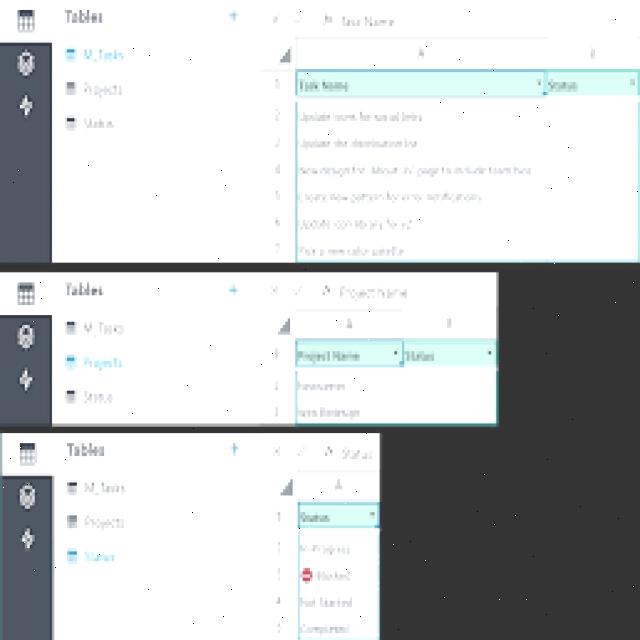 Tables + Task Name
M_Tasks A B
1 Task Name Status
Projects
2 Update icons for social links
Status
3 Update the distribution list
4 New design for 'About us' page to include team bios
5 Create new pattern for error notifications
6 Update icon library for v2
7 Pick a new color palette
Tables + Project Name
M_Tasks A B
Projects 1 Project Name Status
2 Newsletter
Status
3 Web Redesign
Tables + Status
M_Tasks A
Projects 1 Status
Status 2 In Progress
3 Blocked
4 Not Started
5 Completed